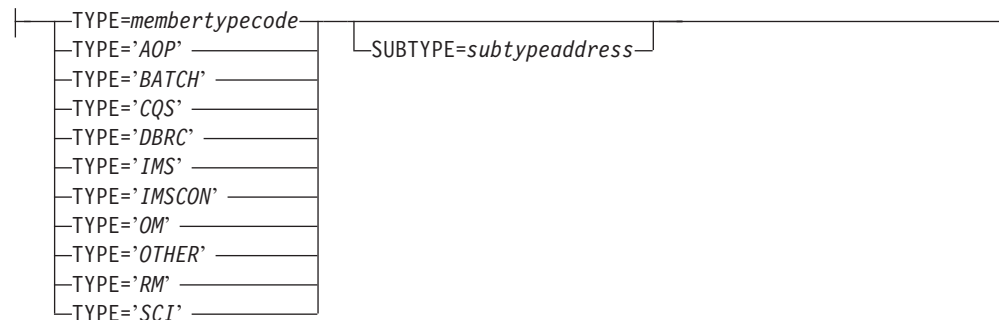 TYPE=membertypecode
TYPE=’AOP’
SUBTYPE=subtypeaddress
TYPE=’BATCH’
TYPE=’CQS’
TYPE=’DBRC’
TYPE=’IMS’
TYPE=’IMSCON’
TYPE=’OM’
TYPE=’OTHER’
TYPE=’RM’
TYPE=’SCI’